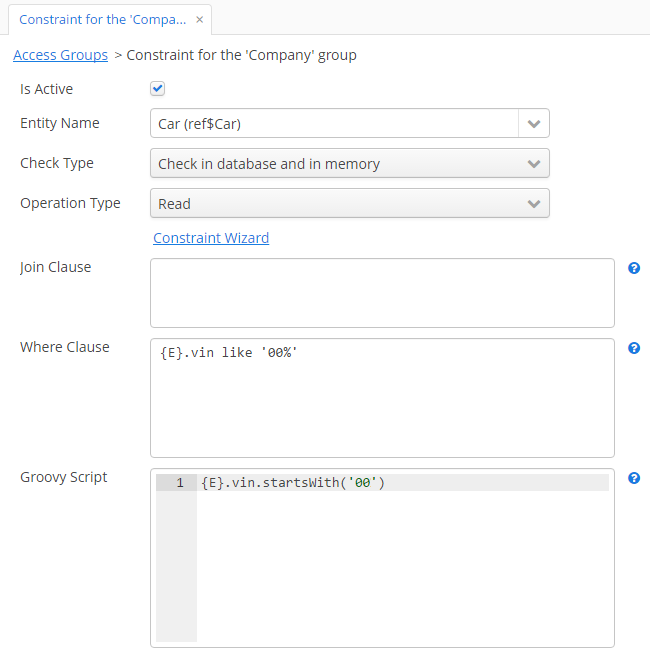 Constraint for the 'Compa... ×
Access Groups > Constraint for the 'Company' group
Is Active
Entity Name Car (ref$Car)
Check Type Check in database and in memory
Operation Type Read
Constraint Wizard
Join Clause ?
Where Clause {E}.vin like '00%' ?
Groovy Script 1 {E}.vin.startsWith('00') ?